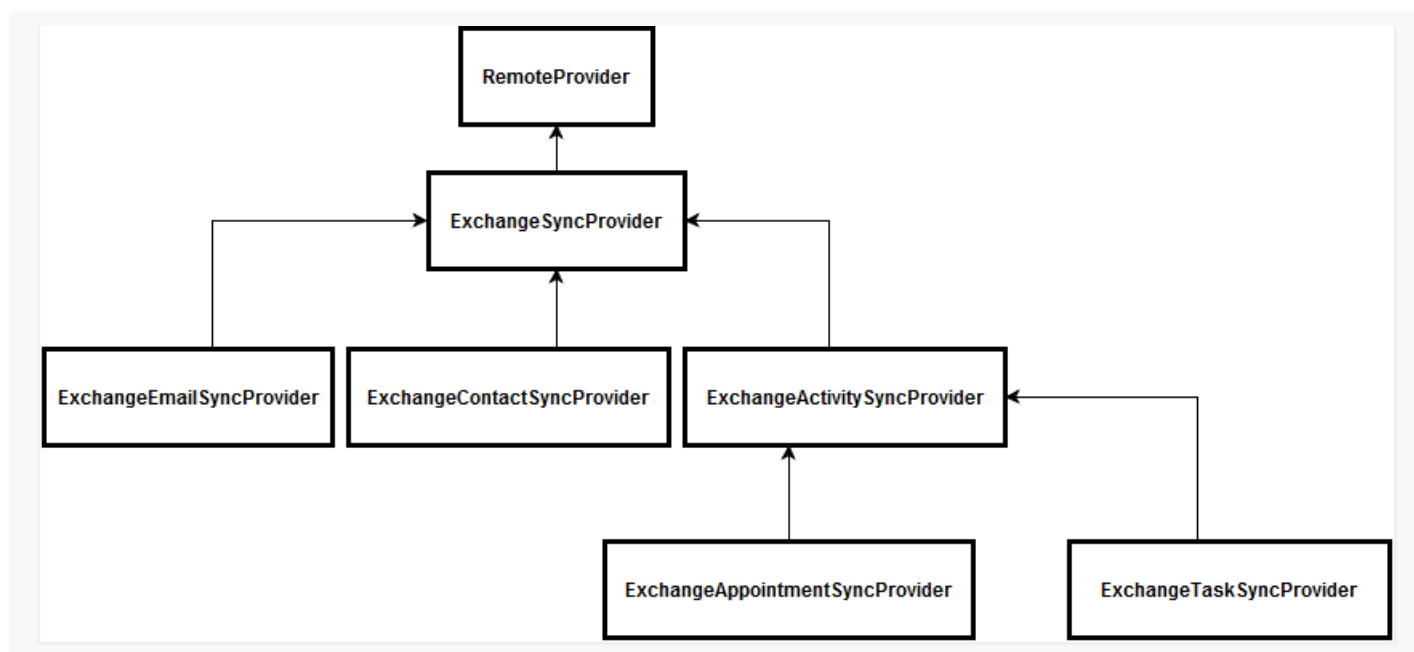 RemoteProvider
ExchangeSyncProvider
ExchangeEmailSyncProvider
ExchangeContactSyncProvider
ExchangeActivitySyncProvider
ExchangeAppointmentSyncProvider
ExchangeTaskSyncProvider